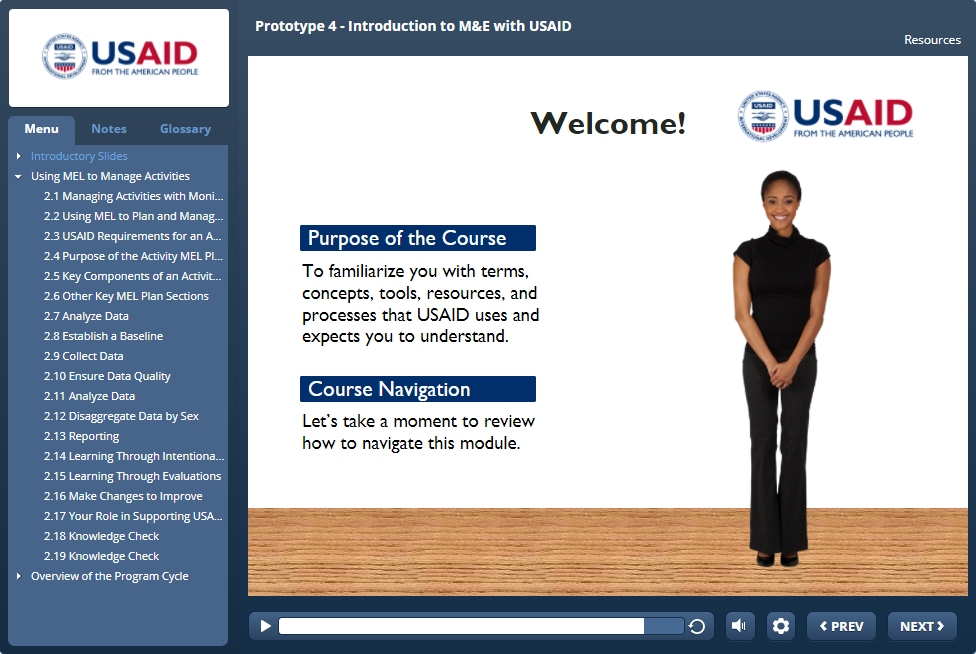 USAID
FROM THE AMERICAN PEOPLE
Prototype 4 - Introduction to M&E with USAID
Resources
Menu
Notes
Glossary
Introductory Slides
Using MEL to Manage Activities
2.1 Managing Activities with Moni...
2.2 Using MEL to Plan and Manag...
2.3 USAID Requirements for an A...
2.4 Purpose of the Activity MEL Pl...
2.5 Key Components of an Activit...
2.6 Other Key MEL Plan Sections
2.7 Analyze Data
2.8 Establish a Baseline
2.9 Collect Data
2.10 Ensure Data Quality
2.11 Analyze Data
2.12 Disaggregate Data by Sex
2.13 Reporting
2.14 Learning Through Intentiona...
2.15 Learning Through Evaluations
2.16 Make Changes to Improve
2.17 Your Role in Supporting USA...
2.18 Knowledge Check
2.19 Knowledge Check
Overview of the Program Cycle
Welcome!
UNITED STATES AGENCY
INTERNATIONAL DEVELOPMENT
USAID
USAID
FROM THE AMERICAN PEOPLE
Purpose of the Course
To familiarize you with terms,
concepts, tools, resources, and
processes that USAID uses and
expects you to understand.
Course Navigation
Let's take a moment to review
how to navigate this module.
PREV
NEXT